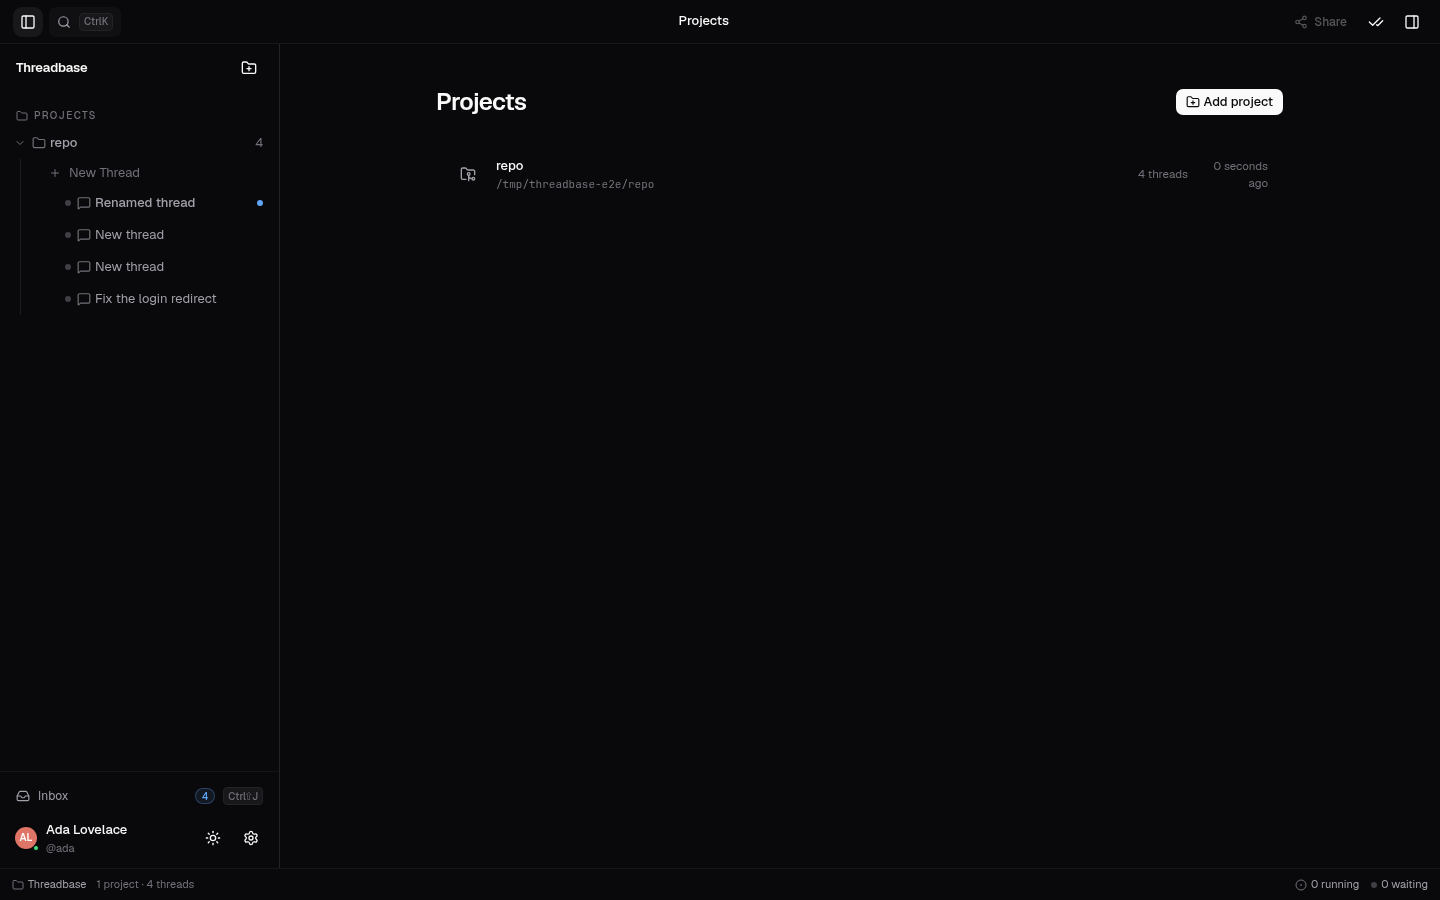 CtrlK
Projects
Share
Threadbase
PROJECTS
repo
4
New Thread
Renamed thread
New thread
New thread
Fix the login redirect
Projects
Add project
repo
/tmp/threadbase-e2e/repo
4 threads
0 seconds
ago
Inbox
4
Ctrl⇧J
AL
Ada Lovelace
@ada
Threadbase
1 project · 4 threads
0 running
0 waiting